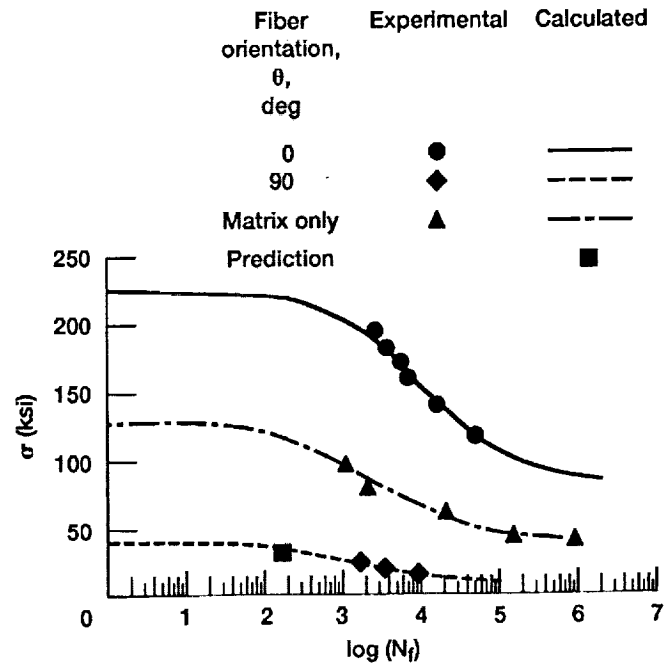 Fiber orientation, θ, deg Experimental Calculated
0
90
Matrix only
Prediction
250
200
150
100
50
0 1 2 3 4 5 6 7
σ (ksi)
log (Nf)